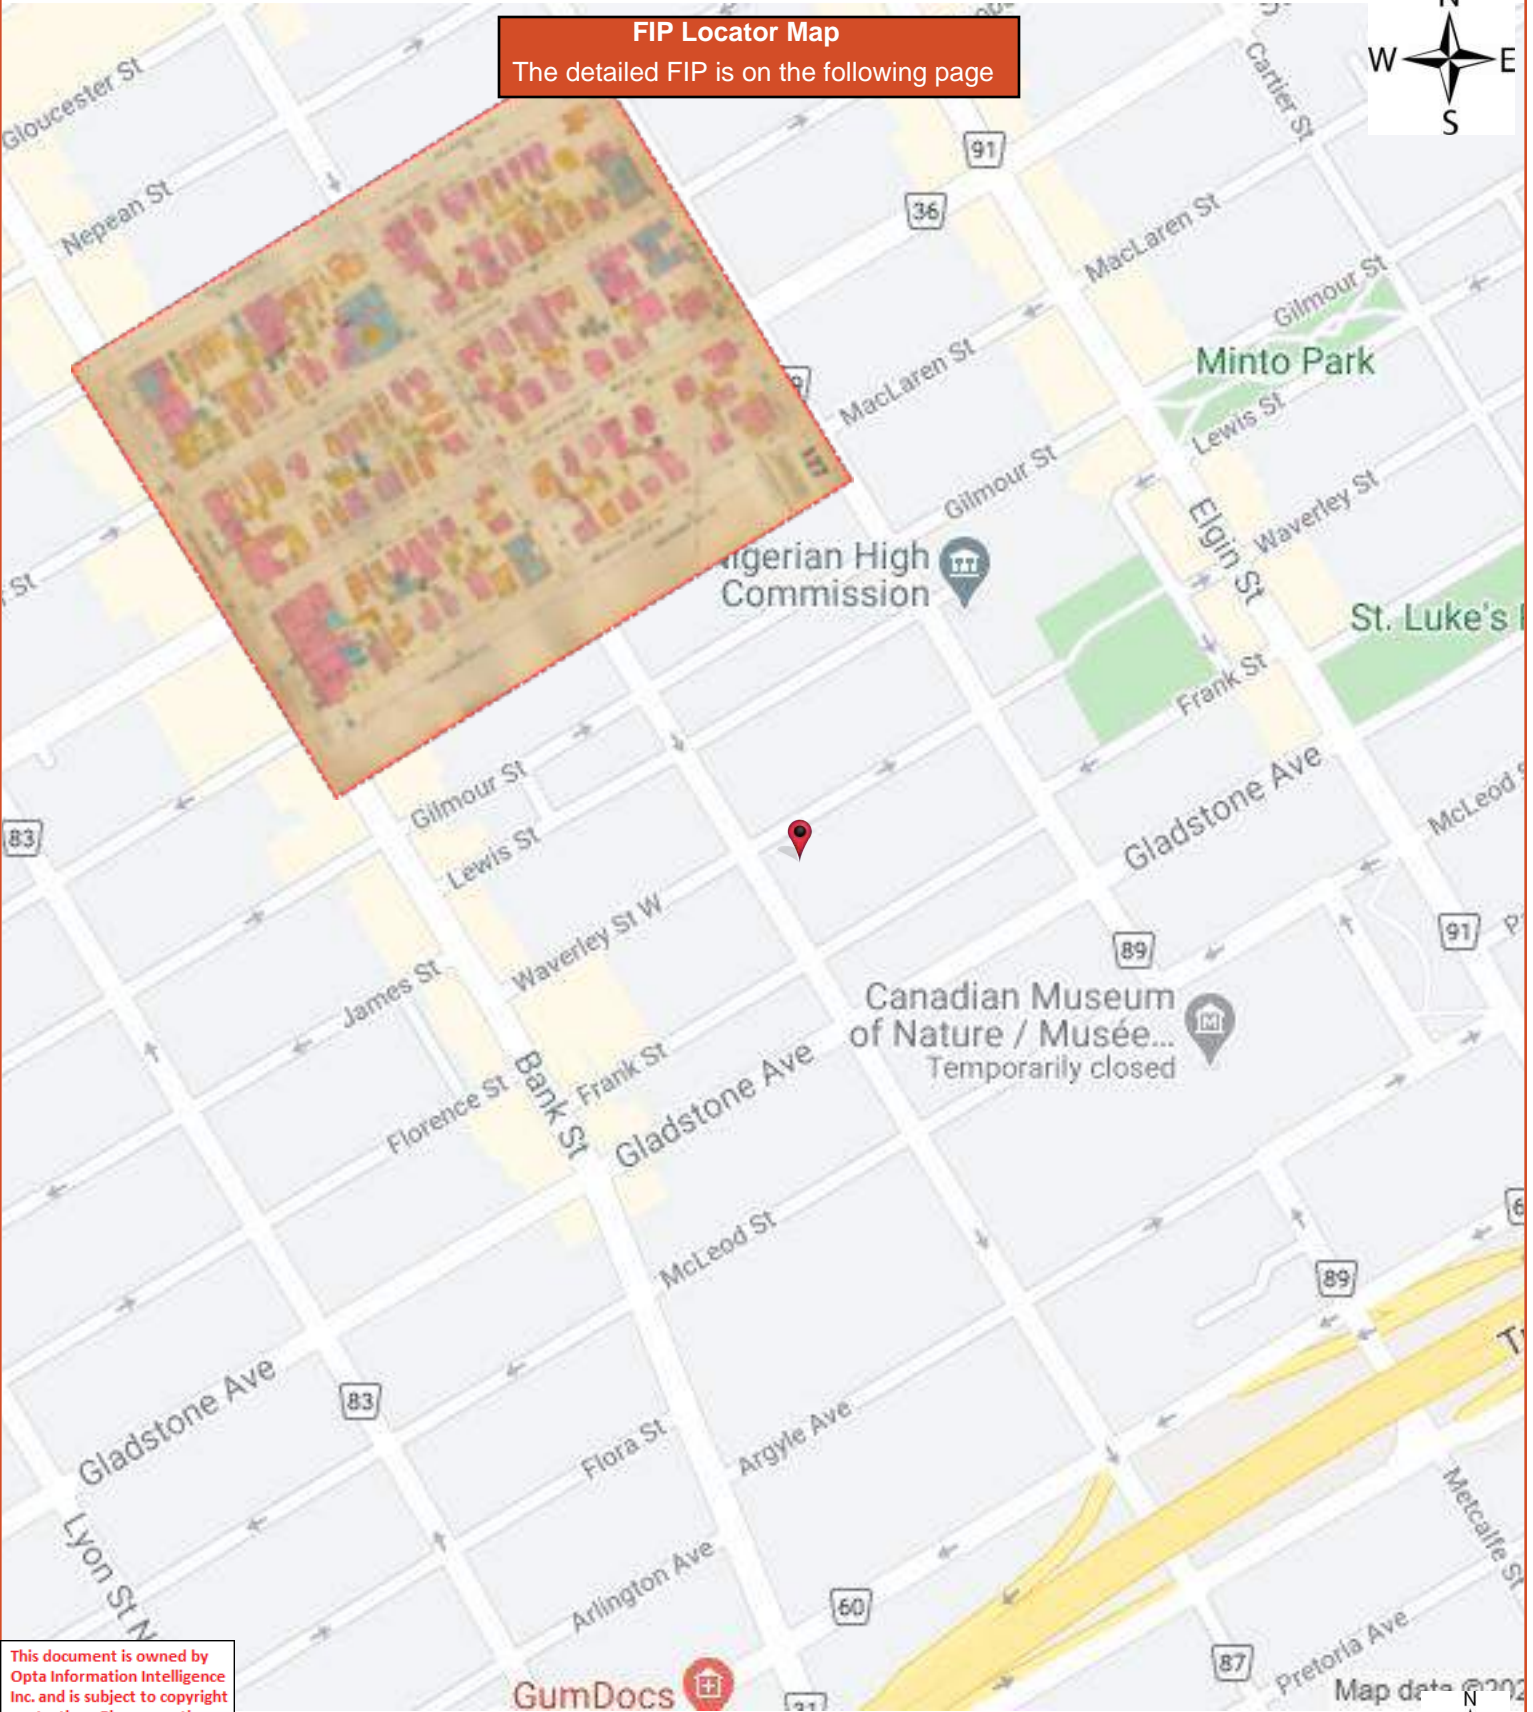 FIP Locator Map
The detailed FIP is on the following page
N
W
E
S
Gloucester St
Nepean St
Cartier St
91
36
MacLaren St
Gilmour St
Minto Park
Lewis St
MacLaren St
Gilmour St
Waverley St
Elgin St
177
igerian High
Commission
St
St. Luke's
Frank St
Gladstone Ave
McLeod
83
Gilmour St
Lewis St
Waverley St W
89
91
James St
Canadian Museum
of Nature / Musée...
Temporarily closed
Bank St
Frank St
Florence St
Gladstone Ave
McLeod St
89
Gladstone Ave
83
Flora St
Argyle Ave
Lyon St N
Arlington Ave
60
Metcalfe St
87
Pretoria Ave
GumDocs
31
Map data ©202
N
This document is owned by
Opta Information Intelligence
Inc. and is subject to copyright